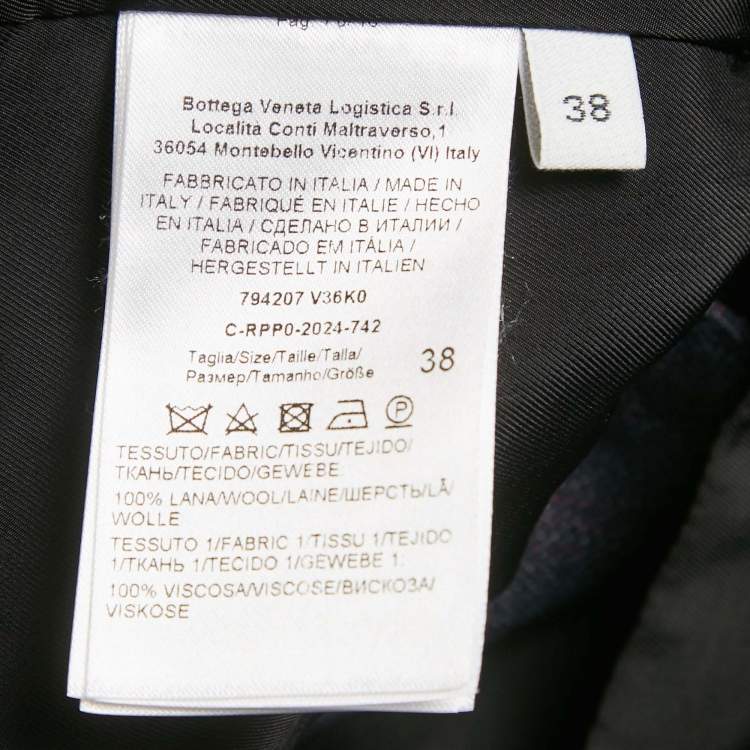 Bottega Veneta Logistica S.r.l.
Località Conti Maltraverso,1
36054 Montebello Vicentino (VI) Italy
FABBRICATO IN ITALIA / MADE IN
ITALY / FABRIQUÉ EN ITALIE / HECHO
EN ITALIA / СДЕЛАНО В ИТАЛИИ /
FABRICADO EM ITÁLIA /
HERGESTELLT IN ITALIEN
794207 V36K0
C-RPP0-2024-742
Taglia/Size/Taille/Talla/
Размер/Tamanho/Größe
38
P
TESSUTO/FABRIC/TISSU/TEJIDO/
ТКАНЬ/TECIDO/GEWEBE:
100% LANA/WOOL/LAINE/ШЕРСТЬ/LÃ/
WOLLE
TESSUTO 1/FABRIC 1/TISSU 1/TEJIDO
1/ТКАНЬ 1/TECIDO 1/GEWEBE 1:
100% VISCOSA/VISCOSE/ВИСКОЗА/
VISKOSE
38